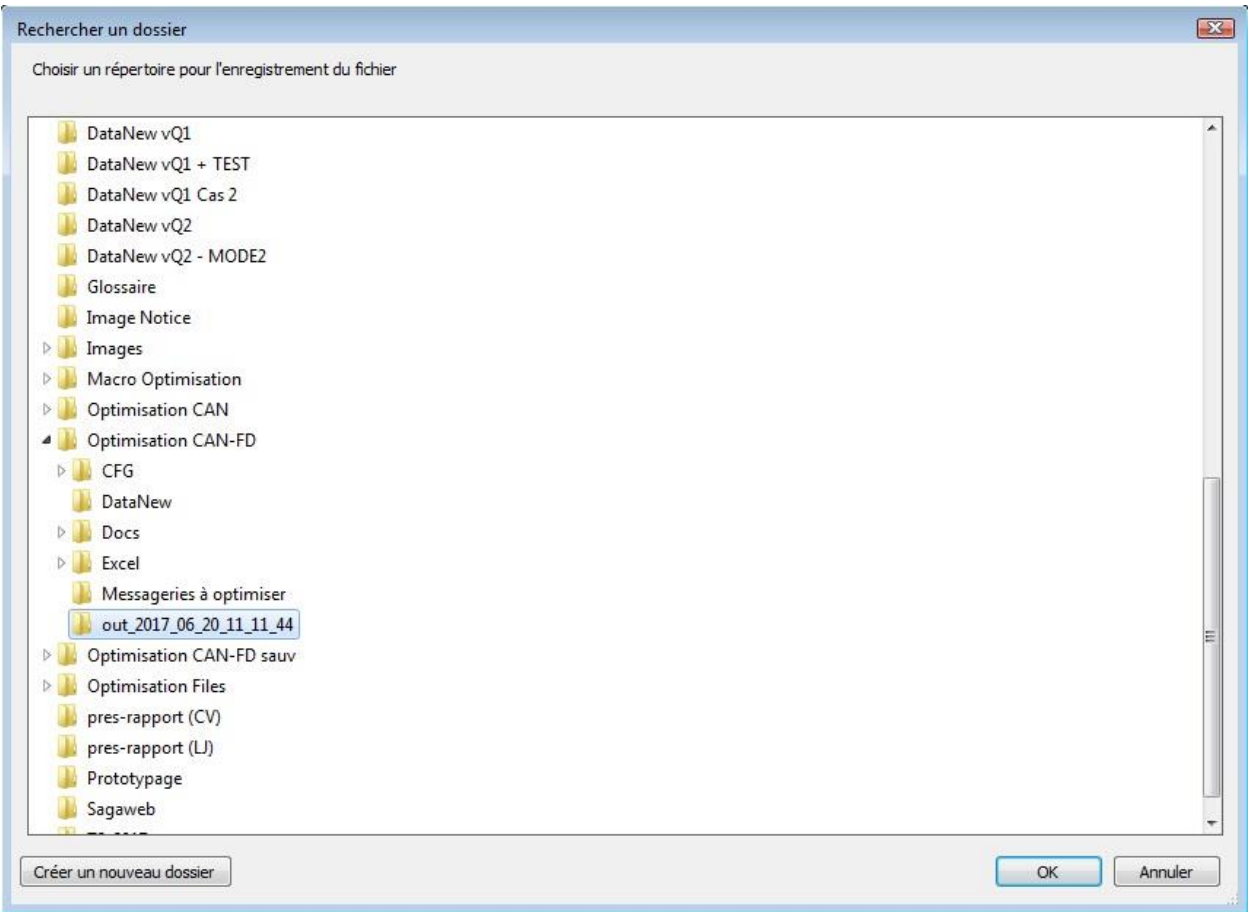 Rechercher un dossier
Choisir un répertoire pour l'enregistrement du fichier
DataNew vQ1
DataNew vQ1 + TEST
DataNew vQ1 Cas 2
DataNew vQ2
DataNew vQ2 - MODE2
Glossaire
Image Notice
Images
Macro Optimisation
Optimisation CAN
Optimisation CAN-FD
CFG
DataNew
Docs
Excel
Messageries à optimiser
out_2017_06_20_11_11_44
Optimisation CAN-FD sauv
Optimisation Files
pres-rapport (CV)
pres-rapport (LJ)
Prototypage
Sagaweb
Créer un nouveau dossier
OK
Annuler